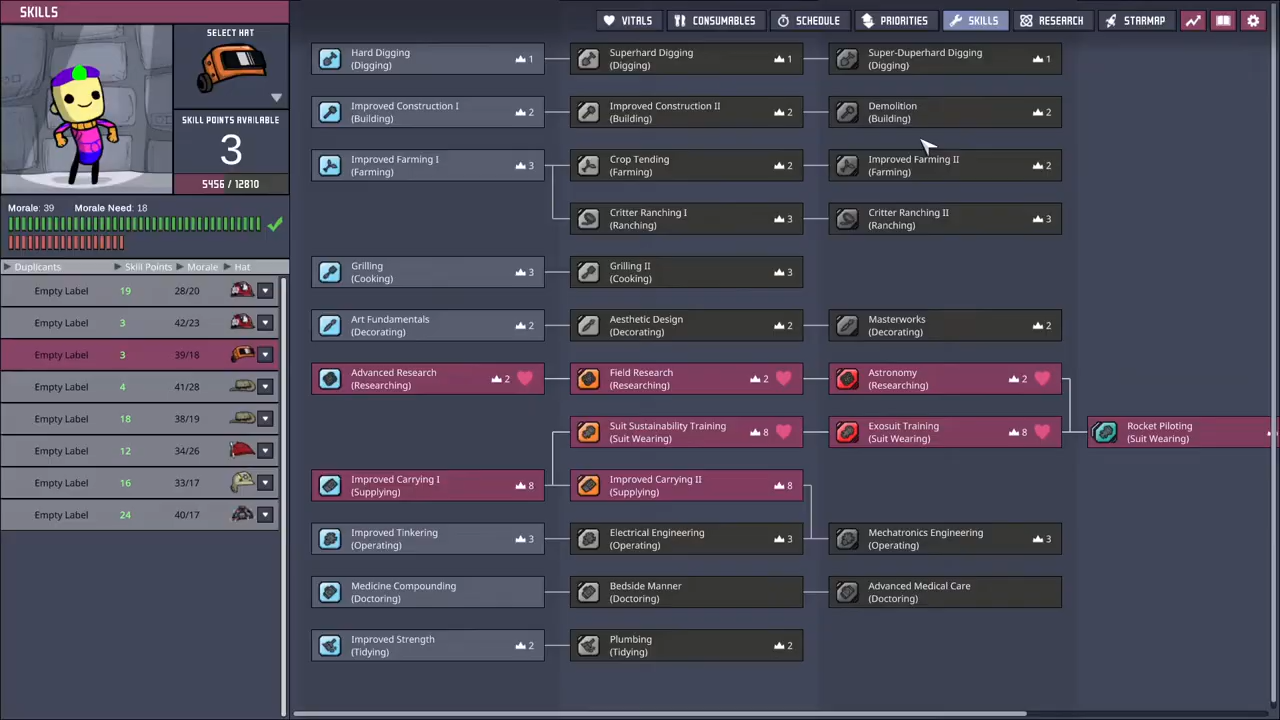 SKILLS
VITALS
CONSUMABLES
SCHEDULE
PRIORITIES
SKILLS
RESEARCH
STARMAP
SELECT HAT
SKILL POINTS AVAILABLE
3
5456 / 12810
Morale: 39 Morale Need: 18
Duplicants Skill Points Morale Hat
Empty Label 19 28/20
Empty Label 3 42/23
Empty Label 3 39/18
Empty Label 4 41/28
Empty Label 18 38/19
Empty Label 12 34/26
Empty Label 16 33/17
Empty Label 24 40/17
Hard Digging
(Digging)
1
Superhard Digging
(Digging)
1
Super-Duperhard Digging
(Digging)
1
Improved Construction I
(Building)
2
Improved Construction II
(Building)
2
Demolition
(Building)
2
Improved Farming I
(Farming)
3
Crop Tending
(Farming)
2
Improved Farming II
(Farming)
2
Critter Ranching I
(Ranching)
3
Critter Ranching II
(Ranching)
3
Grilling
(Cooking)
3
Grilling II
(Cooking)
3
Art Fundamentals
(Decorating)
2
Aesthetic Design
(Decorating)
2
Masterworks
(Decorating)
2
Advanced Research
(Researching)
2
Field Research
(Researching)
2
Astronomy
(Researching)
2
Suit Sustainability Training
(Suit Wearing)
8
Exosuit Training
(Suit Wearing)
8
Rocket Piloting
(Suit Wearing)
Improved Carrying I
(Supplying)
8
Improved Carrying II
(Supplying)
8
Improved Tinkering
(Operating)
3
Electrical Engineering
(Operating)
3
Mechatronics Engineering
(Operating)
3
Medicine Compounding
(Doctoring)
Bedside Manner
(Doctoring)
Advanced Medical Care
(Doctoring)
Improved Strength
(Tidying)
2
Plumbing
(Tidying)
2